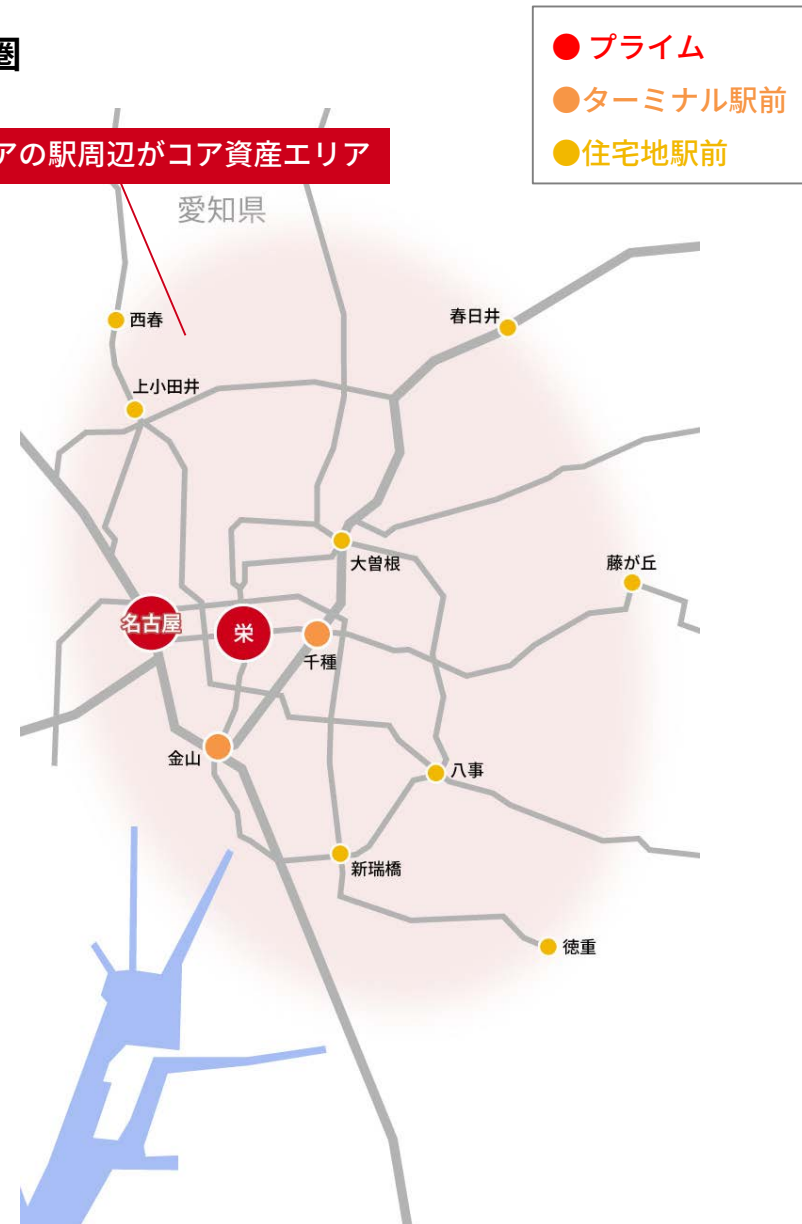 圏
● プライム
●ターミナル駅前
●住宅地駅前
アの駅周辺がコア資産エリア
愛知県
西春
春日井
上小田井
大曽根
藤が丘
名古屋
栄
千種
金山
八事
新瑞橋
徳重